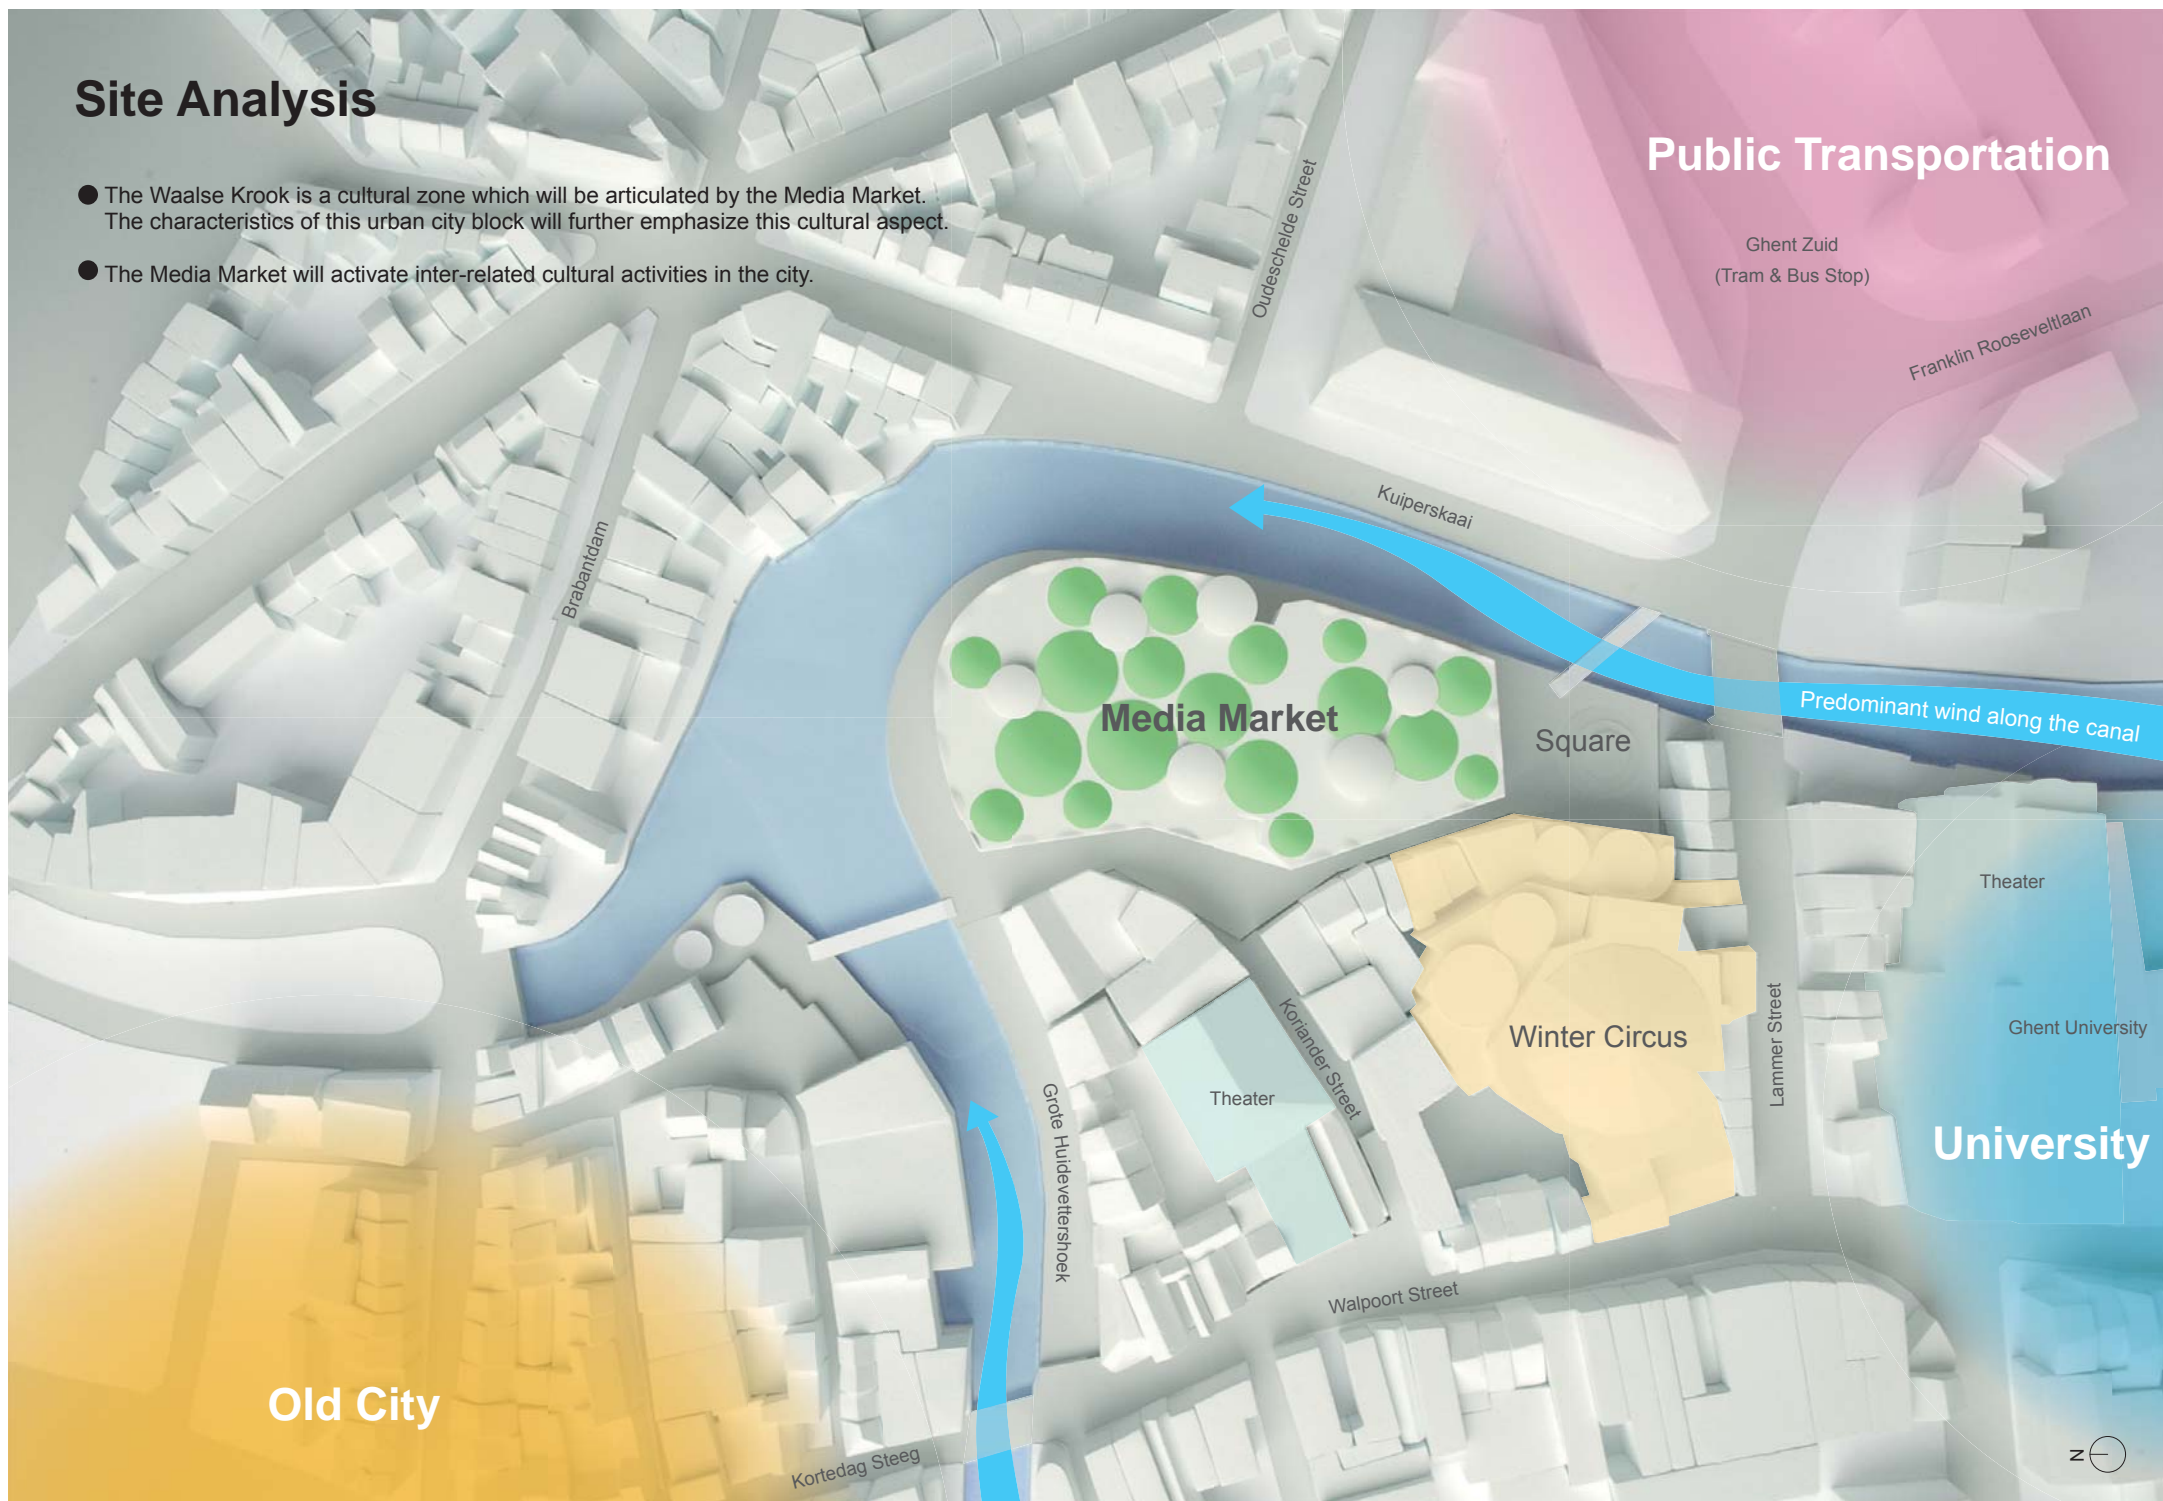 Site Analysis
● The Waalse Krook is a cultural zone which will be articulated by the Media Market.
The characteristics of this urban city block will further emphasize this cultural aspect.
● The Media Market will activate inter-related cultural activities in the city.
Public Transportation
Ghent Zuid
(Tram & Bus Stop)
Oudeschelde Street
Franklin Rooseveltlaan
Kuiperskaai
Brabantdam
Predominant wind along the canal
Media Market
Square
Theater
Winter Circus
Ghent University
Lammer Street
Koriander Street
Theater
Grote Huidevettershoek
University
Walpoort Street
Old City
Kortedag Steeg
N